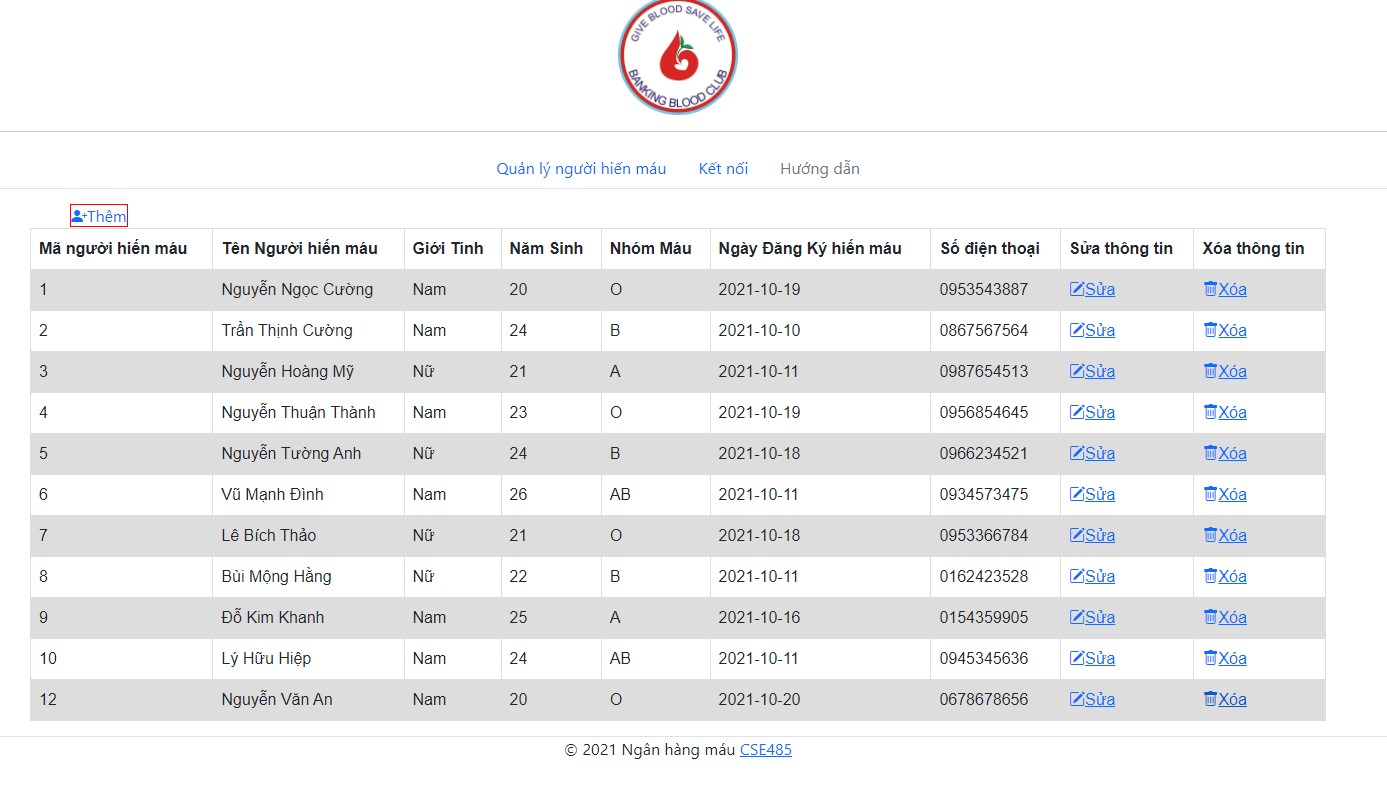 GIVE BLOOD SAVE LIFE
BANKING BLOOD CLUB
Quản lý người hiến máu Kết nối Hướng dẫn
Thêm
Mã người hiến máu Tên Người hiến máu Giới Tính Năm Sinh Nhóm Máu Ngày Đăng Ký hiến máu Số điện thoại Sửa thông tin Xóa thông tin
1 Nguyễn Ngọc Cường Nam 20 O 2021-10-19 0953543887 Sửa Xóa
2 Trần Thịnh Cường Nam 24 B 2021-10-10 0867567564 Sửa Xóa
3 Nguyễn Hoàng Mỹ Nữ 21 A 2021-10-11 0987654513 Sửa Xóa
4 Nguyễn Thuận Thành Nam 23 O 2021-10-19 0956854645 Sửa Xóa
5 Nguyễn Tường Anh Nữ 24 B 2021-10-18 0966234521 Sửa Xóa
6 Vũ Mạnh Đình Nam 26 AB 2021-10-11 0934573475 Sửa Xóa
7 Lê Bích Thảo Nữ 21 O 2021-10-18 0953366784 Sửa Xóa
8 Bùi Mộng Hằng Nữ 22 B 2021-10-11 0162423528 Sửa Xóa
9 Đỗ Kim Khanh Nam 25 A 2021-10-16 0154359905 Sửa Xóa
10 Lý Hữu Hiệp Nam 24 AB 2021-10-11 0945345636 Sửa Xóa
12 Nguyễn Văn An Nam 20 O 2021-10-20 0678678656 Sửa Xóa
© 2021 Ngân hàng máu CSE485